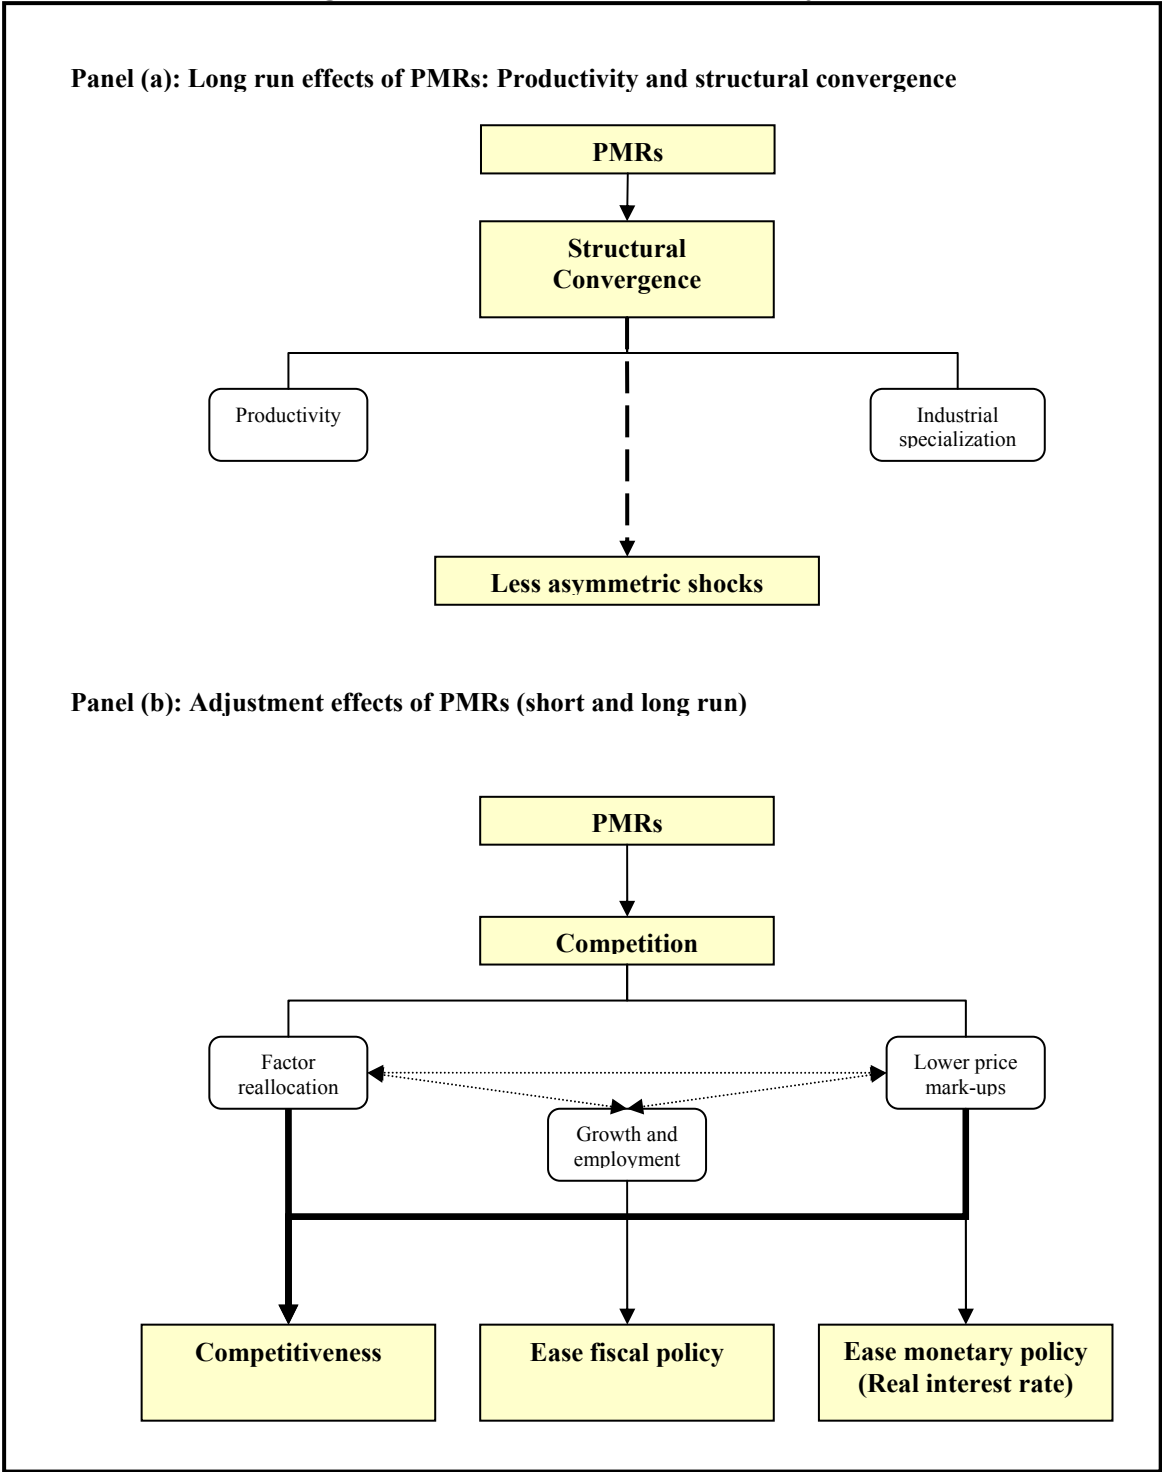 Panel (a): Long run effects of PMRs: Productivity and structural convergence
PMRs
Structural
Convergence
Productivity
Industrial
specialization
Less asymmetric shocks
Panel (b): Adjustment effects of PMRs (short and long run)
PMRs
Competition
Factor
reallocation
Lower price
mark-ups
Growth and
employment
Competitiveness
Ease fiscal policy
Ease monetary policy
(Real interest rate)